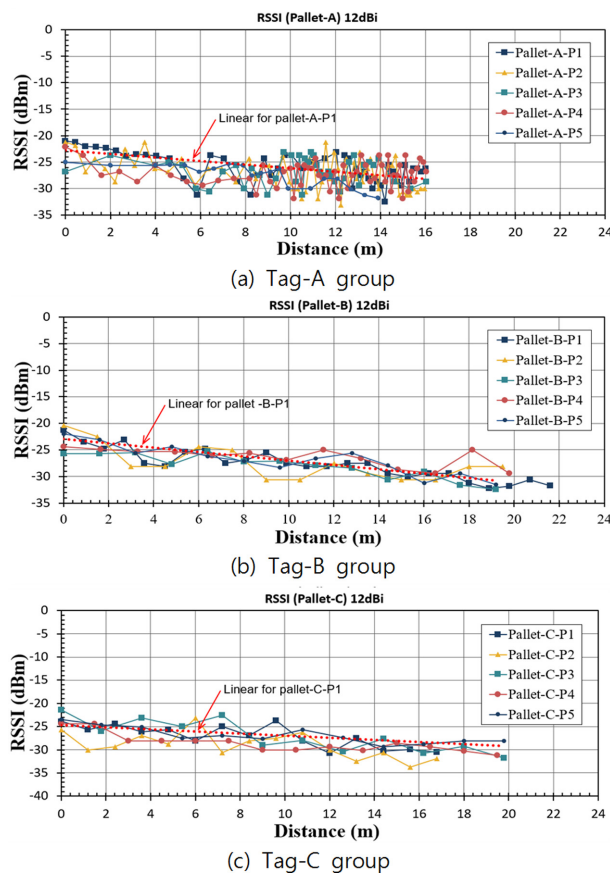 RSSI (Pallet-A) 12dBi
0
-5
-10
-15
-20
-25
-30
-35
RSSI (dBm)
Pallet-A-P1
Pallet-A-P2
Pallet-A-P3
Pallet-A-P4
Pallet-A-P5
Linear for pallet-A-P1
0 2 4 6 8 10 12 14 16 18 20 22 24
Distance (m)
(a) Tag-A group
RSSI (Pallet-B) 12dBi
0
-5
-10
-15
-20
-25
-30
-35
RSSI (dBm)
Pallet-B-P1
Pallet-B-P2
Pallet-B-P3
Pallet-B-P4
Pallet-B-P5
Linear for pallet -B-P1
0 2 4 6 8 10 12 14 16 18 20 22 24
(b) Tag-B group
RSSI (Pallet-C) 12dBi
0
-5
-10
-15
-20
-25
-30
-35
-40
RSSI (dBm)
Pallet-C-P1
Pallet-C-P2
Pallet-C-P3
Pallet-C-P4
Pallet-C-P5
Linear for pallet-C-P1
0 2 4 6 8 10 12 14 16 18 20 22 24
(c) Tag-C group